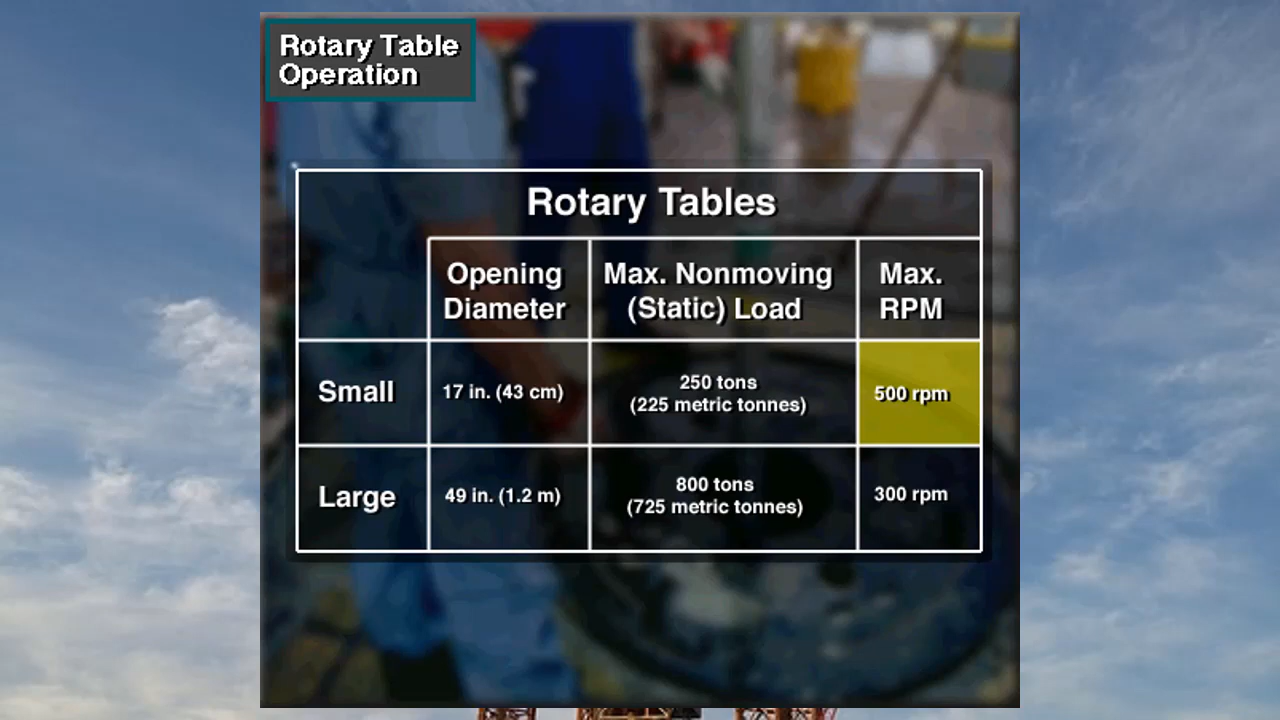 Rotary Table
Operation
Rotary Tables
Opening
Diameter
Max. Nonmoving
(Static) Load
Max.
RPM
Small
17 in. (43 cm)
250 tons
(225 metric tonnes)
500 rpm
Large
49 in. (1.2 m)
800 tons
(725 metric tonnes)
300 rpm